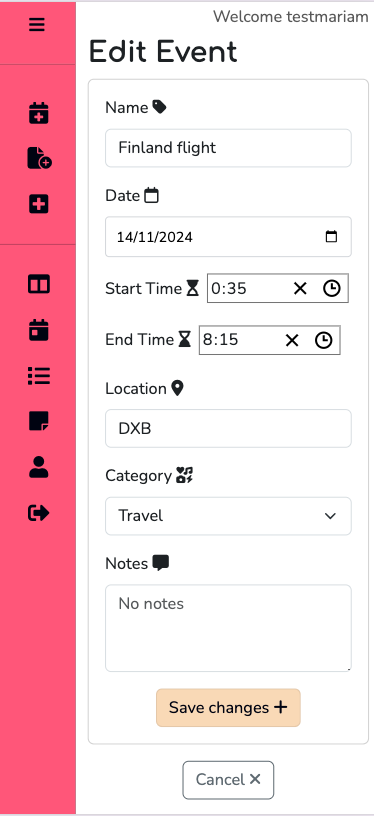 Welcome testmariam
Edit Event
Name
Finland flight
Date
14/11/2024
Start Time 0:35
End Time 8:15
Location
DXB
Category
Travel
Notes
No notes
Save changes
Cancel